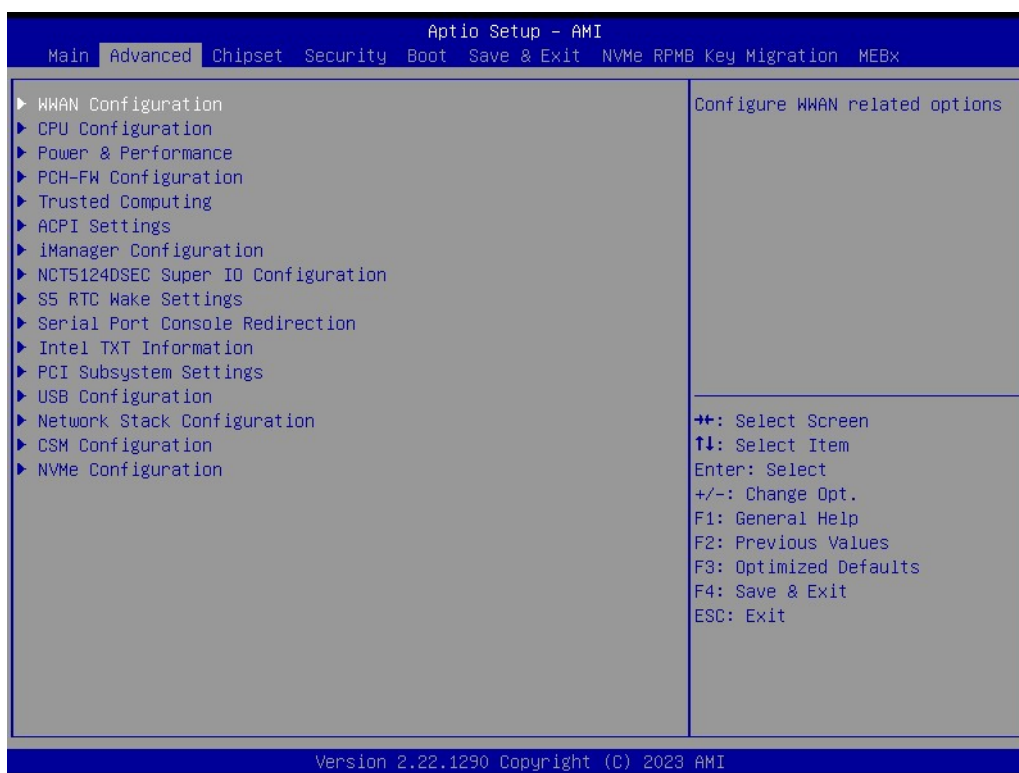 Aptio Setup - AMI
Main Advanced Chipset Security Boot Save & Exit NVMe RPMB Key Migration MEBx
▶ WWAN Configuration
▶ CPU Configuration
▶ Power & Performance
▶ PCH-FW Configuration
▶ Trusted Computing
▶ ACPI Settings
▶ iManager Configuration
▶ NCT5124DSEC Super IO Configuration
▶ S5 RTC Wake Settings
▶ Serial Port Console Redirection
▶ Intel TXT Information
▶ PCI Subsystem Settings
▶ USB Configuration
▶ Network Stack Configuration
▶ CSM Configuration
▶ NVMe Configuration
Configure WWAN related options
→←: Select Screen
↑↓: Select Item
Enter: Select
+/-: Change Opt.
F1: General Help
F2: Previous Values
F3: Optimized Defaults
F4: Save & Exit
ESC: Exit
Version 2.22.1290 Copyright (C) 2023 AMI